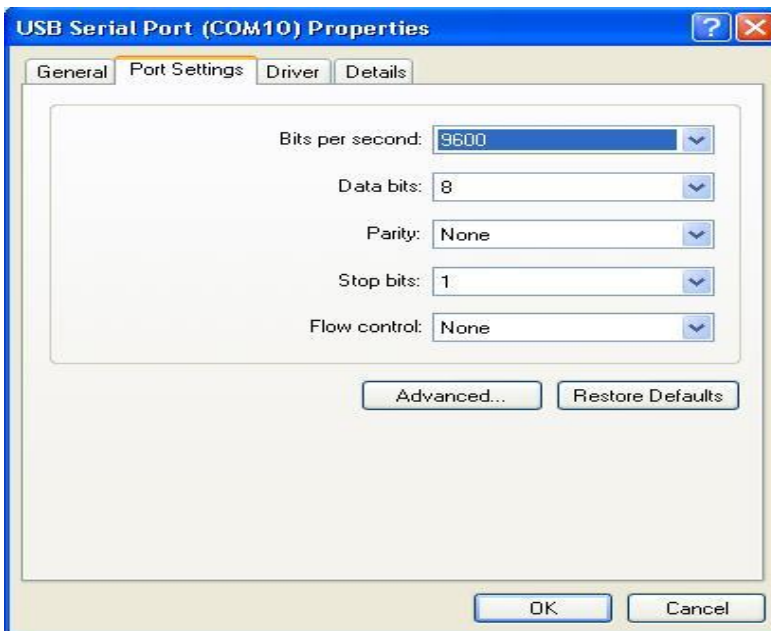 USB Serial Port (COM10) Properties
General Port Settings Driver Details
Bits per second: 9600
Data bits: 8
Parity: None
Stop bits: 1
Flow control: None
Advanced... Restore Defaults
OK Cancel